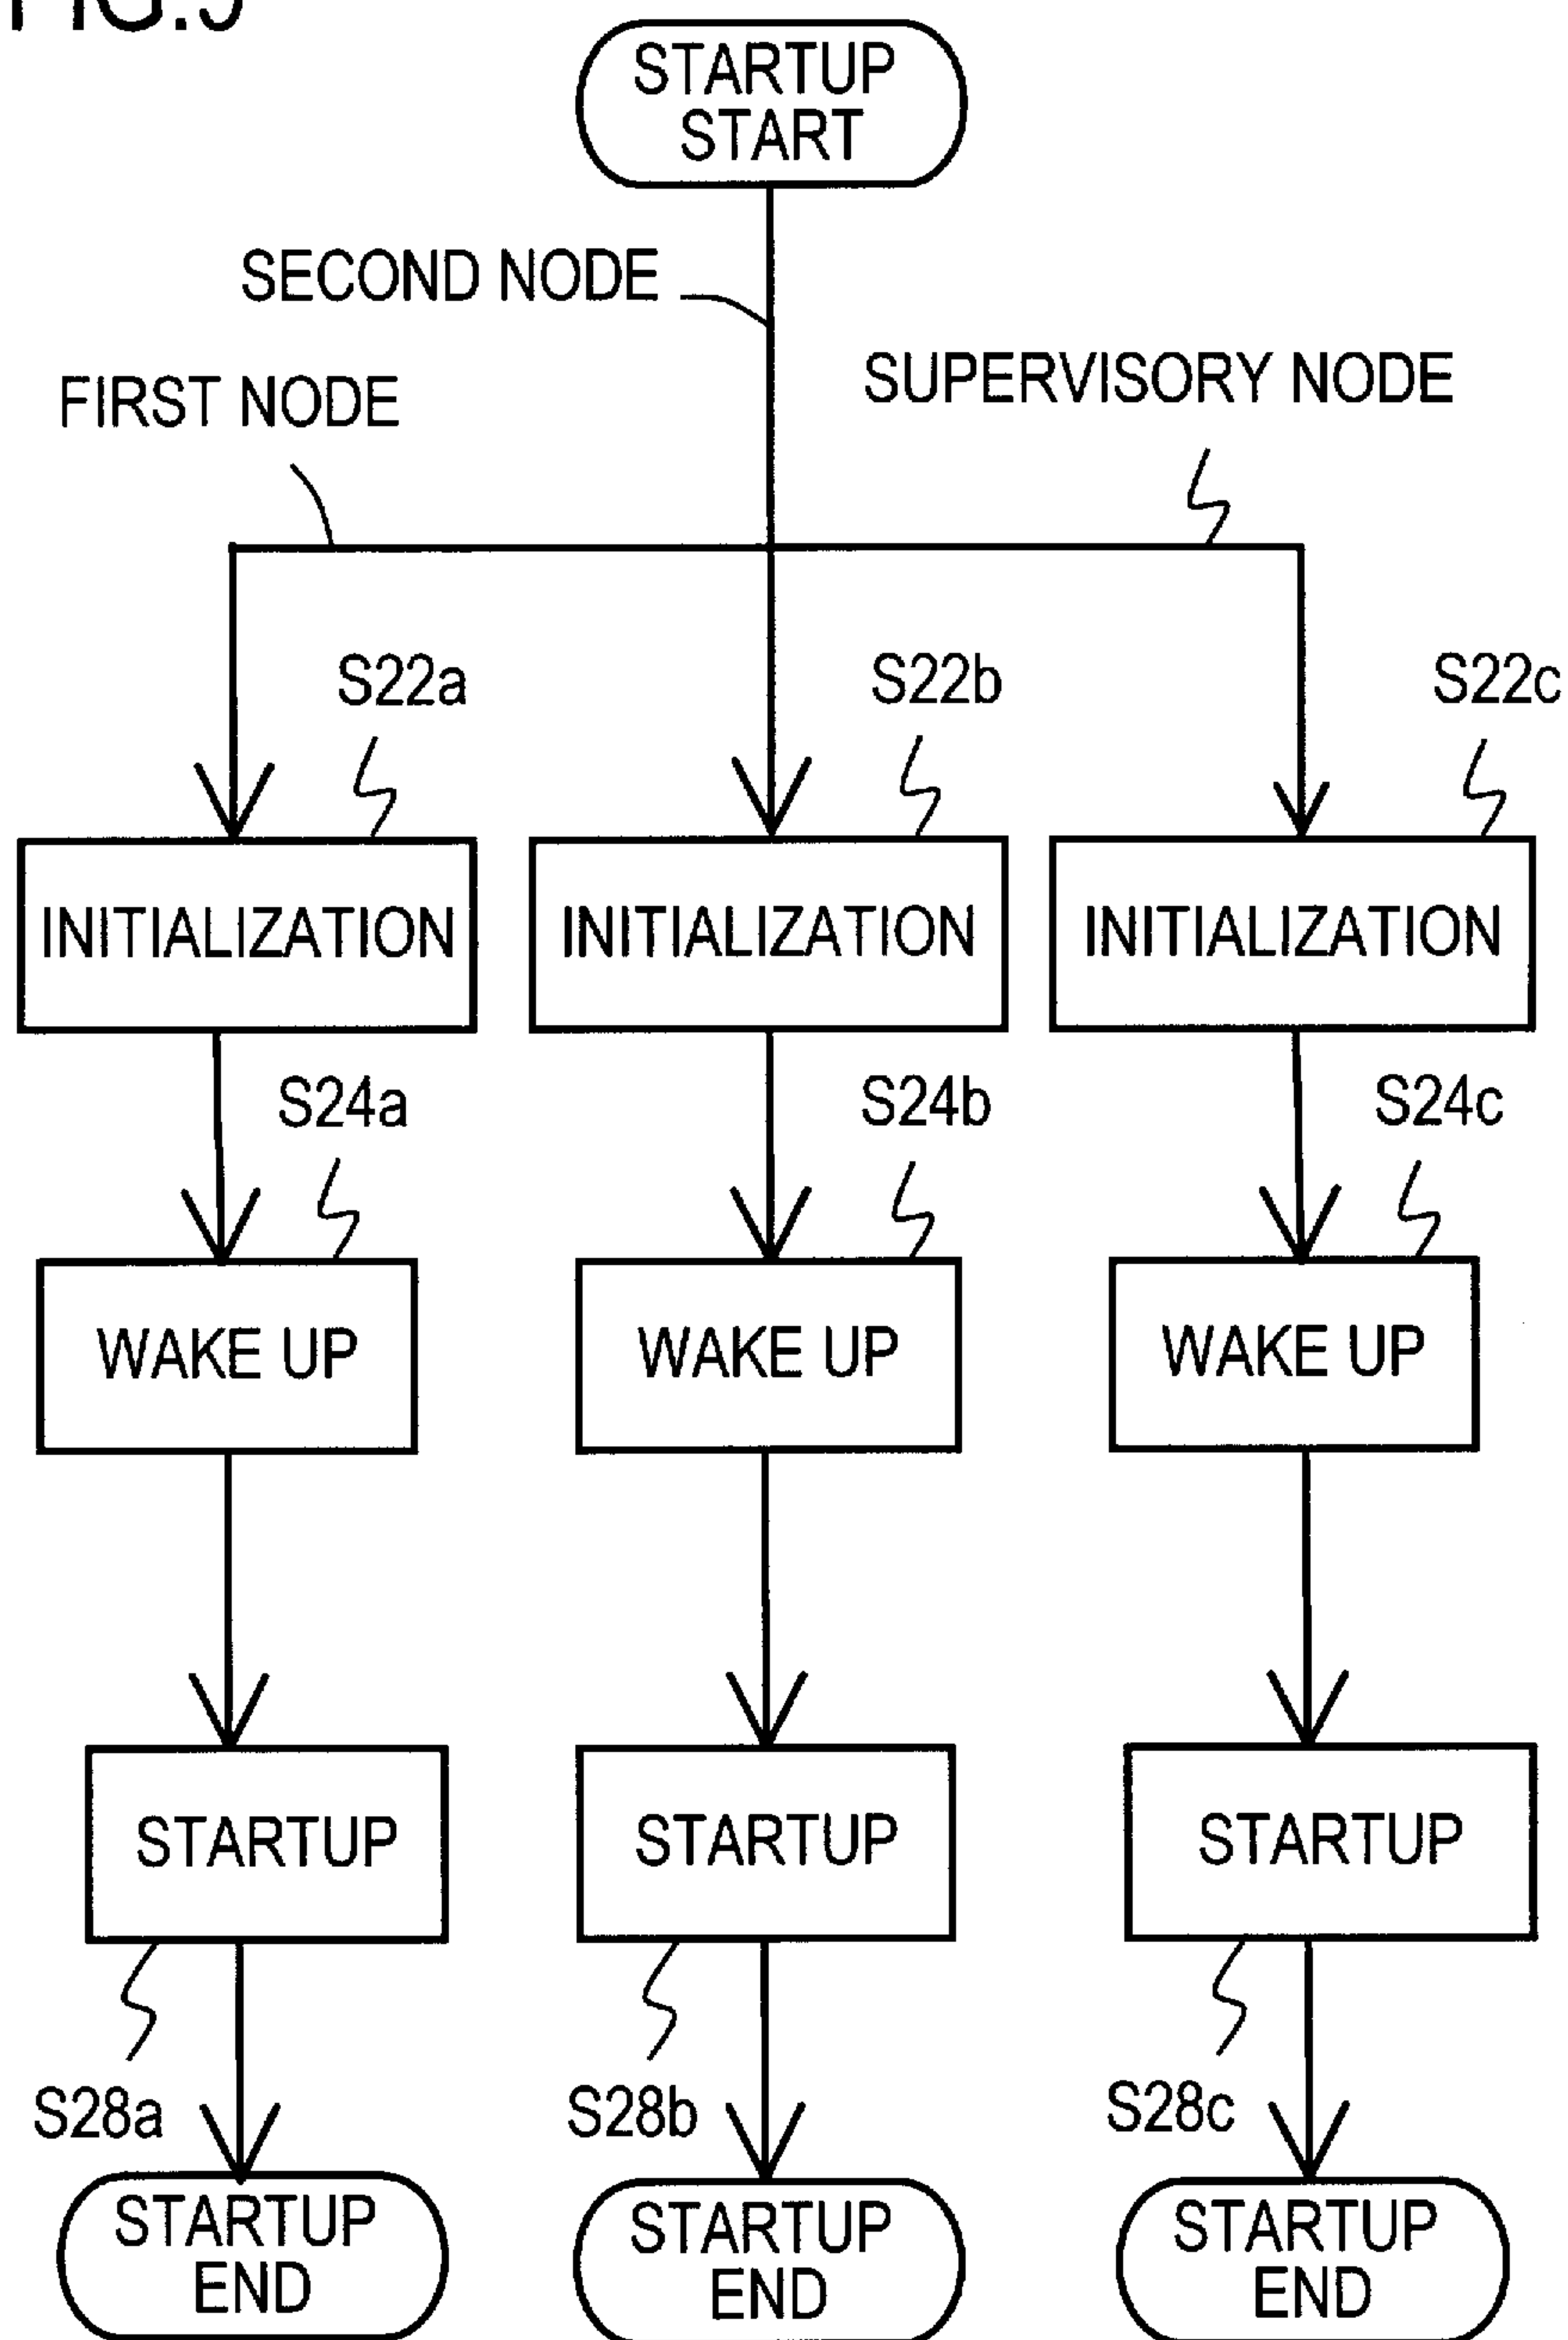 STARTUP
START
SECOND NODE
FIRST NODE
SUPERVISORY NODE
S22a
S22b
S22c
INITIALIZATION
INITIALIZATION
INITIALIZATION
S24a
S24b
S24c
WAKE UP
WAKE UP
WAKE UP
STARTUP
STARTUP
STARTUP
S28a
S28b
S28c
STARTUP
END
STARTUP
END
STARTUP
END